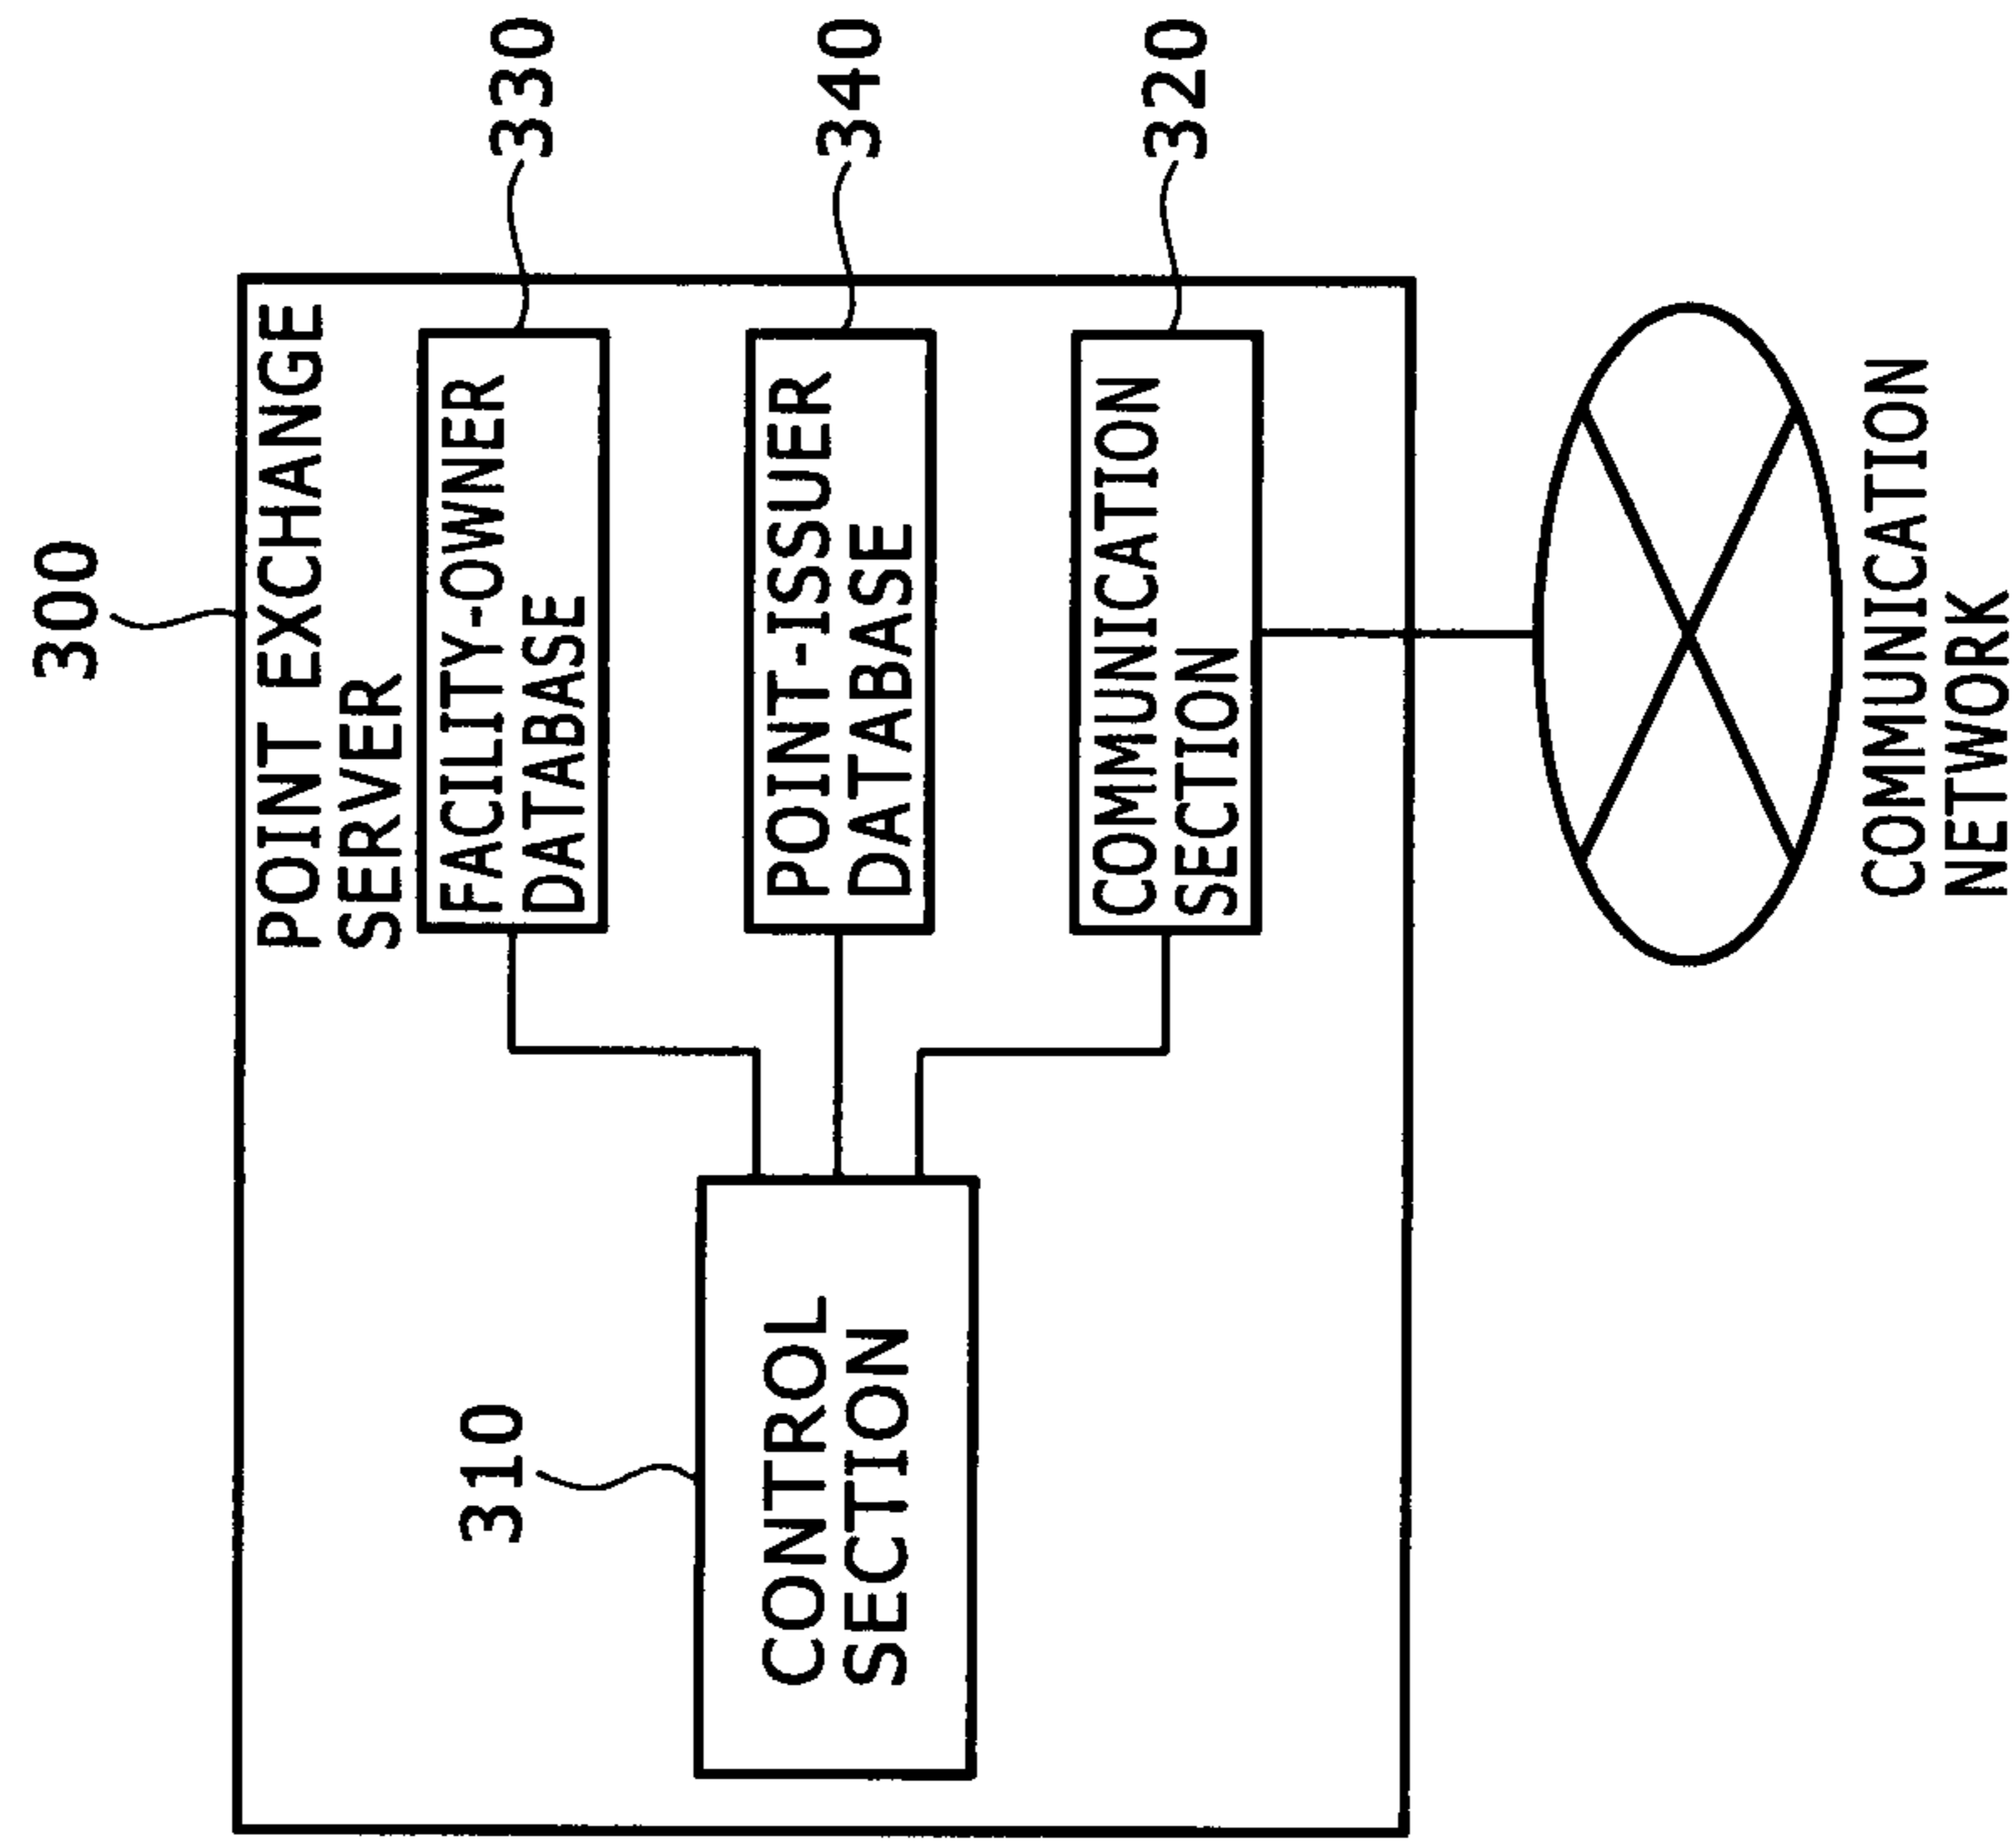 300
POINT EXCHANGE
SERVER
310
CONTROL
SECTION
FACILITY-OWNER
DATABASE
330
POINT-ISSUER
DATABASE
340
COMMUNICATION
SECTION
320
COMMUNICATION
NETWORK